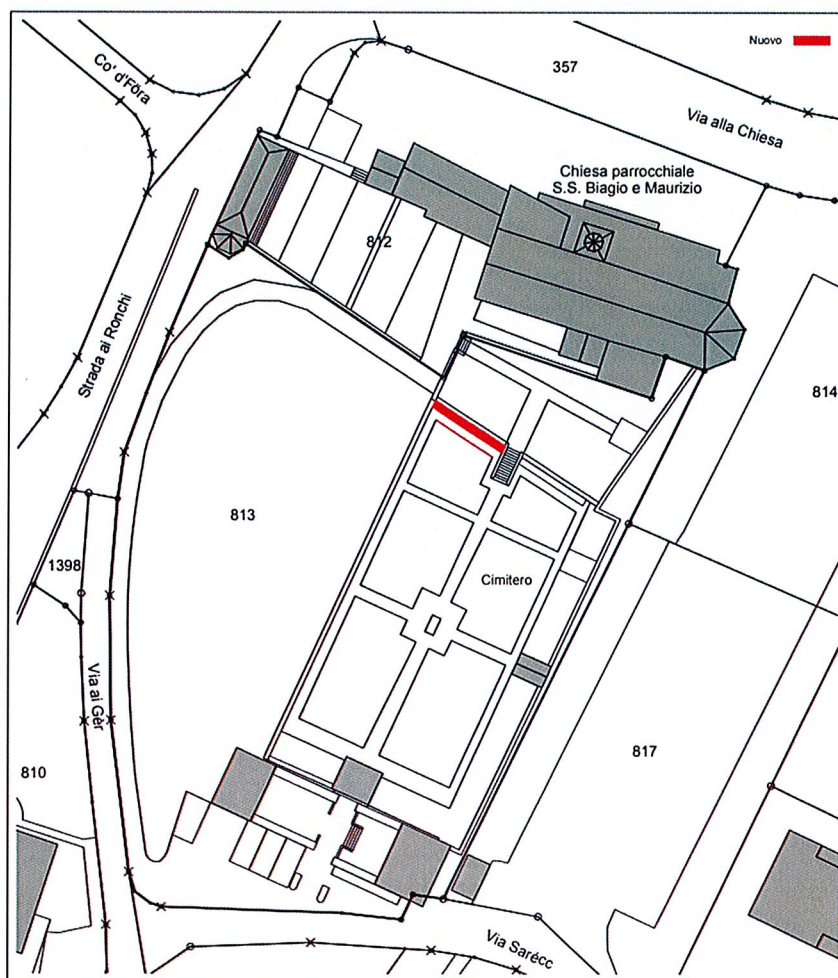 Nuovo
Co' d'Föra
357
Via alla Chiesa
Chiesa parrocchiale
S.S. Biagio e Maurizio
812
Strada ai Ronchi
814
813
Cimitero
1398
Via ai Gèr
817
810
Via Sarécc